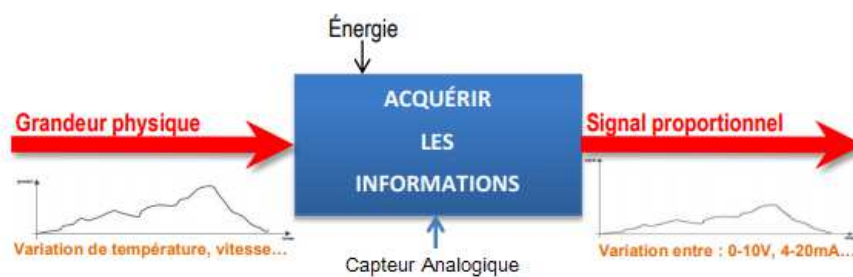 Énergie
ACQUÉRIR
Grandeur physique
LES
Signal proportionnel
INFORMATIONS
Variation de température, vitesse…
Variation entre : 0-10V, 4-20mA…
Capteur Analogique